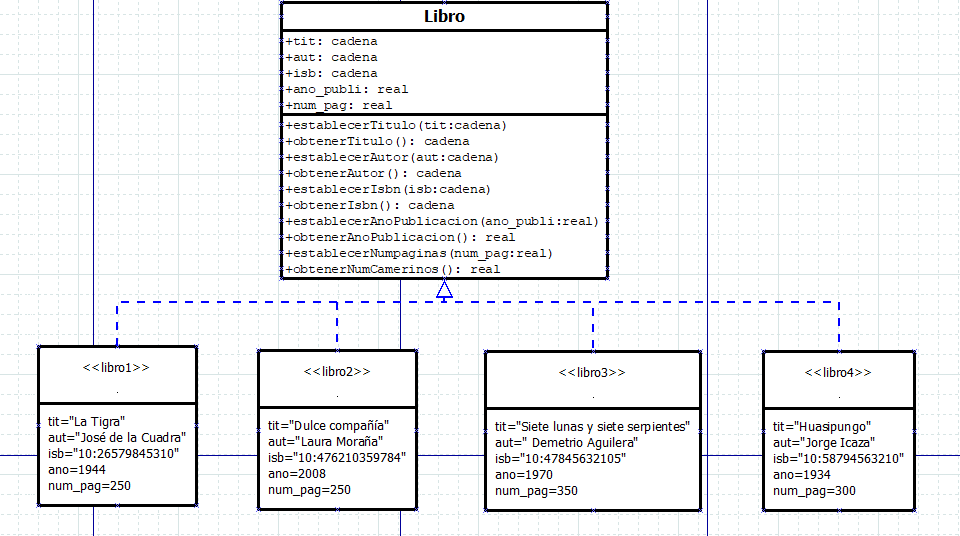 Libro
+tit: cadena
+aut: cadena
+isb: cadena
+ano_publi: real
+num_pag: real
+establecerTitulo(tit:cadena)
+obtenerTitulo(): cadena
+establecerAutor(aut:cadena)
+obtenerAutor(): cadena
+establecerIsbn(isb:cadena)
+obtenerIsbn(): cadena
+establecerAnoPublicacion(ano_publi:real)
+obtenerAnoPublicacion(): real
+establecerNumpaginas(num_pag:real)
+obtenerNumCamerinos(): real
<<libro1>>
.
tit="La Tigra"
aut="José de la Cuadra"
isb="10:26579845310"
ano=1944
num_pag=250
<<libro2>>
.
tit="Dulce compañía"
aut="Laura Moraña"
isb="10:476210359784"
ano=2008
num_pag=250
<<libro3>>
.
tit="Siete lunas y siete serpientes"
aut=" Demetrio Aguilera"
isb="10:47845632105"
ano=1970
num_pag=350
<<libro4>>
.
tit="Huasipungo"
aut="Jorge Icaza"
isb="10:58794563210"
ano=1934
num_pag=300